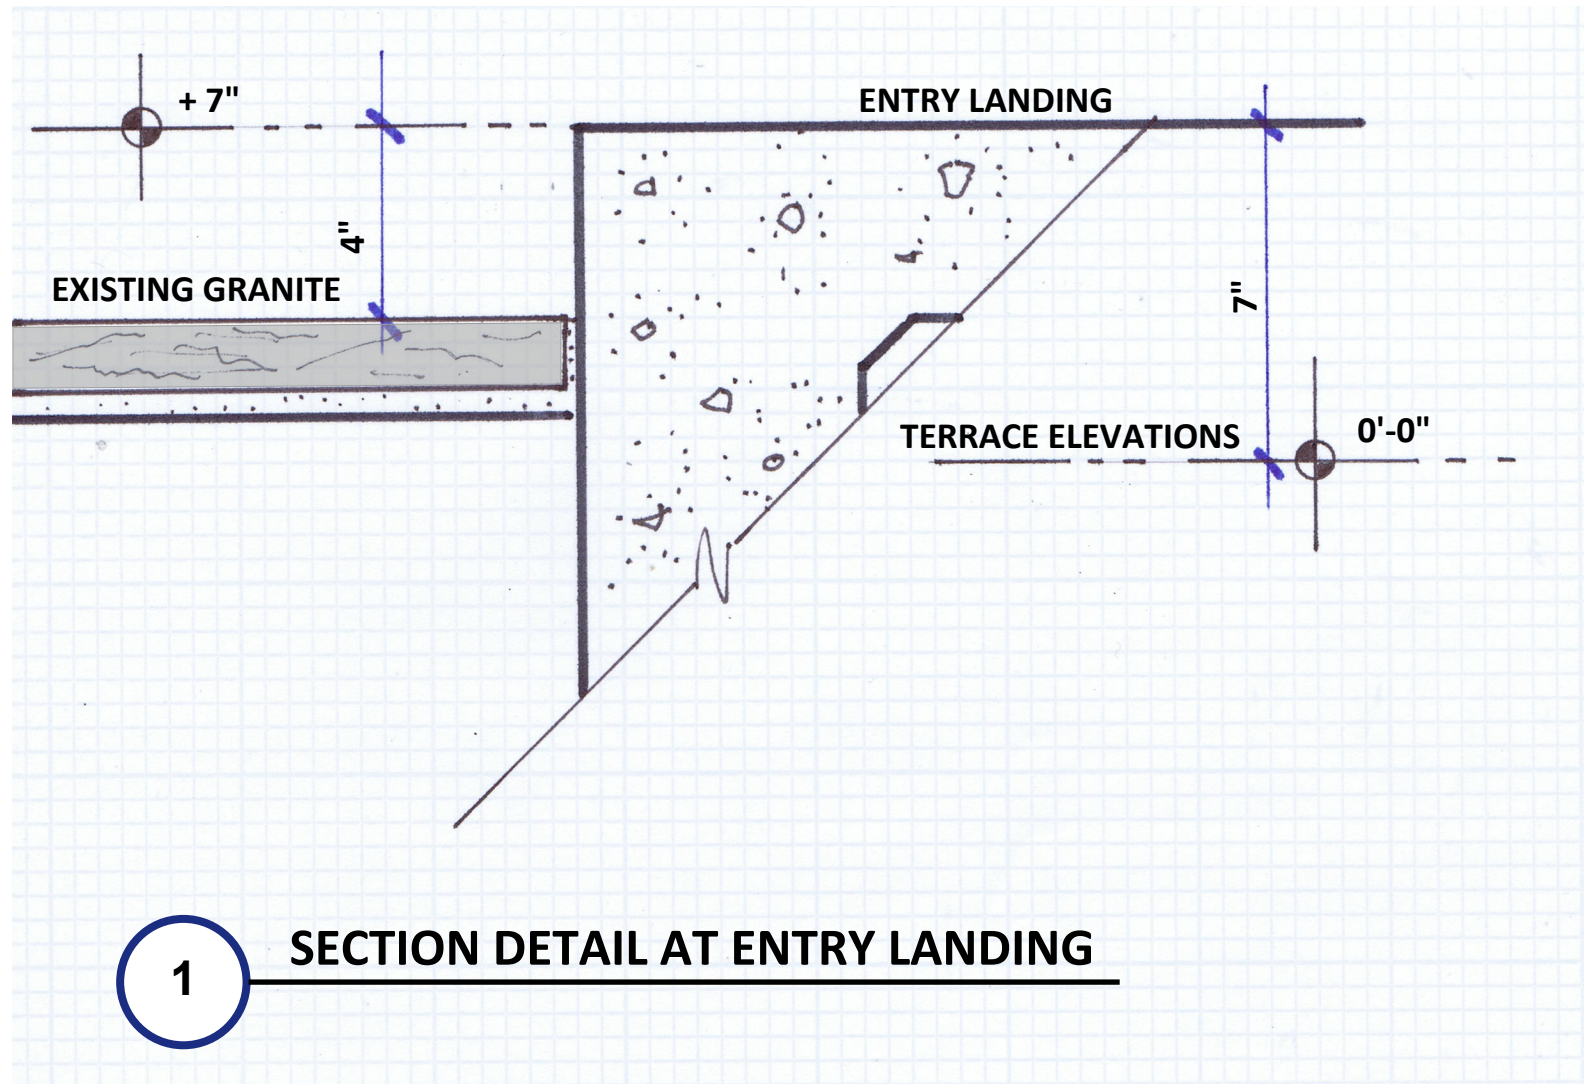 + 7"
ENTRY LANDING
4"
EXISTING GRANITE
7"
TERRACE ELEVATIONS
0'-0"
1
SECTION DETAIL AT ENTRY LANDING